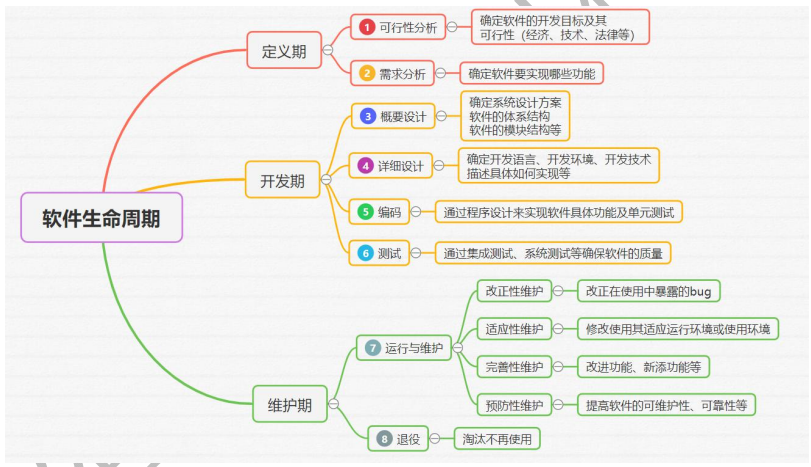 软件生命周期
定义期
1 可行性分析
确定软件的开发目标及其
可行性（经济、技术、法律等）
2 需求分析
确定软件要实现哪些功能
开发期
3 概要设计
确定系统设计方案
软件的体系结构
软件的模块结构等
4 详细设计
确定开发语言、开发环境、开发技术
描述具体如何实现等
5 编码
通过程序设计来实现软件具体功能及单元测试
6 测试
通过集成测试、系统测试等确保软件的质量
维护期
7 运行与维护
改正性维护
改正在使用中暴露的bug
适应性维护
修改使用其适应运行环境或使用环境
完善性维护
改进功能、新添功能等
预防性维护
提高软件的可维护性、可靠性等
8 退役
淘汰不再使用